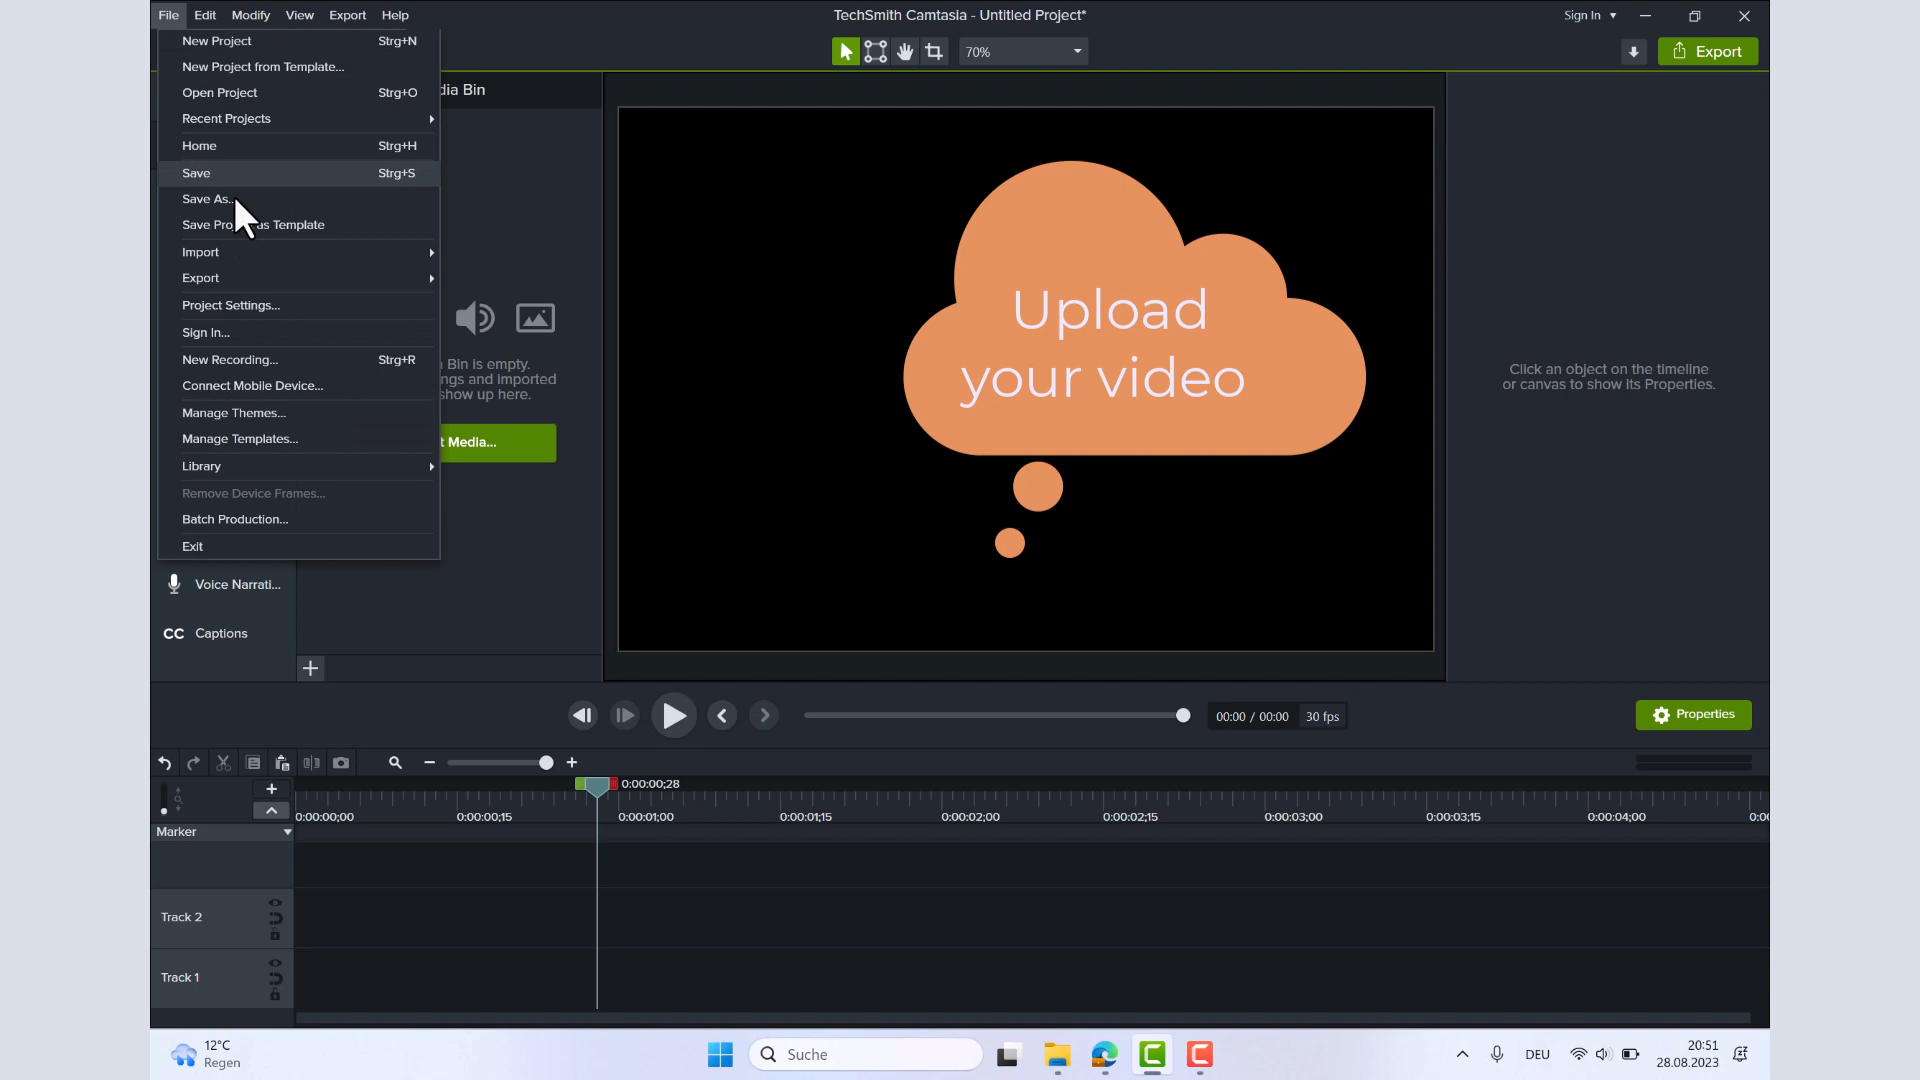 File Edit Modify View Export Help
TechSmith Camtasia - Untitled Project*
Sign In
70%
Export
New Project Strg+N
New Project from Template...
Open Project Strg+O
Recent Projects
Home Strg+H
Save Strg+S
Save As...
Save as Template
Import
Export
Project Settings...
Sign In...
New Recording... Strg+R
Connect Mobile Device...
Manage Themes...
Manage Templates...
Library
Remove Device Frames...
Batch Production...
Exit
dia Bin
Bin is empty.
ngs and imported
show up here.
t Media...
Voice Narrati...
CC Captions
Upload
your video
Click an object on the timeline
or canvas to show its Properties.
00:00 / 00:00 30 fps
Properties
0:00:00;28
0:00:00;00 0:00:00;15 0:00:01;00 0:00:01;15 0:00:02;00 0:00:02;15 0:00:03;00 0:00:03;15 0:00:04;00 0:00
Marker
Track 2
Track 1
12°C
Regen
Suche
DEU
20:51
28.08.2023